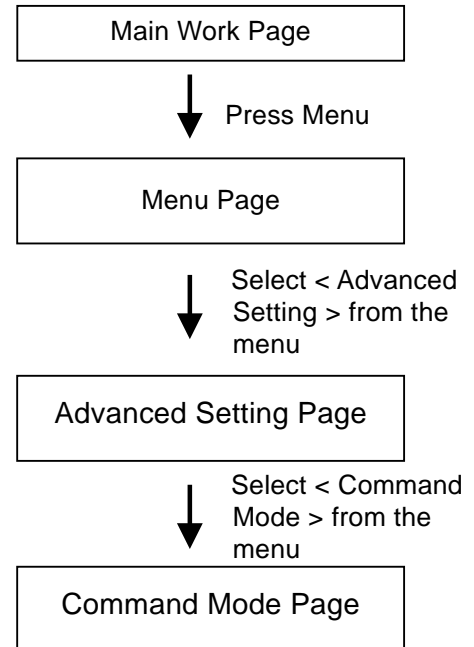 Main Work Page
Press Menu
Menu Page
Select < Advanced
Setting > from the
menu
Advanced Setting Page
Select < Command
Mode > from the
menu
Command Mode Page